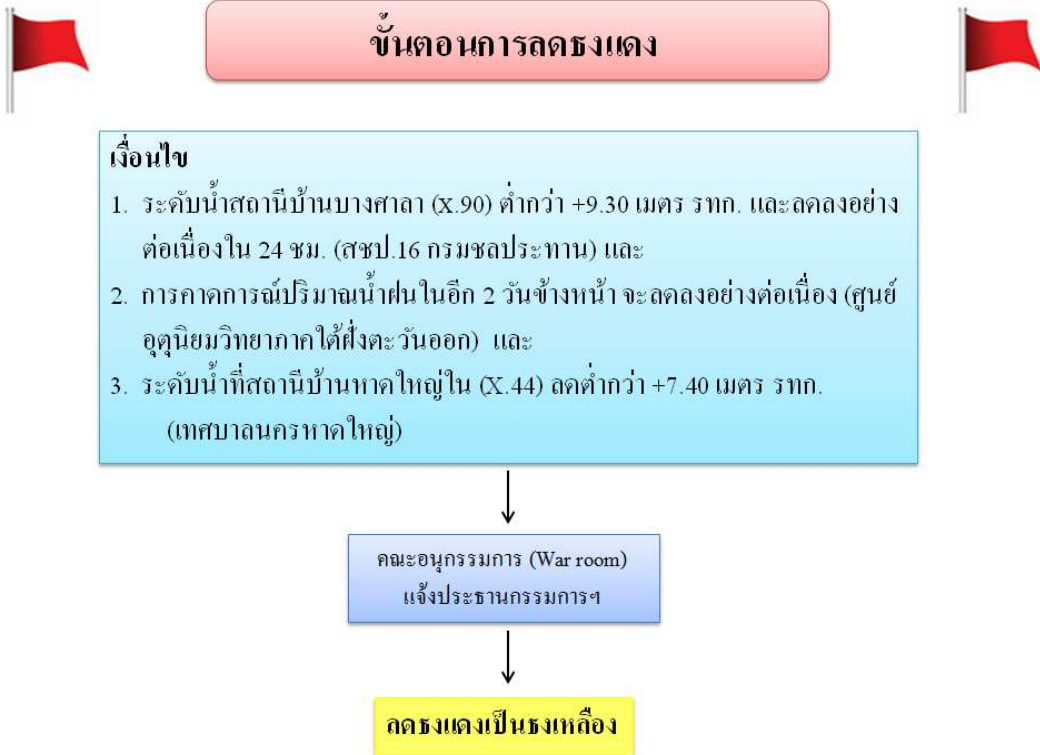 ขั้นตอนการลดธงแดง
เงื่อนไข
1. ระดับน้ำสถานีบ้านบางศาลา (X.90) ต่ำกว่า +9.30 เมตร รทก. และลดลงอย่าง
ต่อเนื่องใน 24 ชม. (สชป.16 กรมชลประทาน) และ
2. การคาดการณ์ปริมาณน้ำฝนในอีก 2 วันข้างหน้า จะลดลงอย่างต่อเนื่อง (ศูนย์
อุตุนิยมวิทยาภาคใต้ฝั่งตะวันออก) และ
3. ระดับน้ำที่สถานีบ้านหาดใหญ่ใน (X.44) ลดต่ำกว่า +7.40 เมตร รทก.
(เทศบาลนครหาดใหญ่)
คณะอนุกรรมการ (War room)
แจ้งประธานกรรมการฯ
ลดธงแดงเป็นธงเหลือง